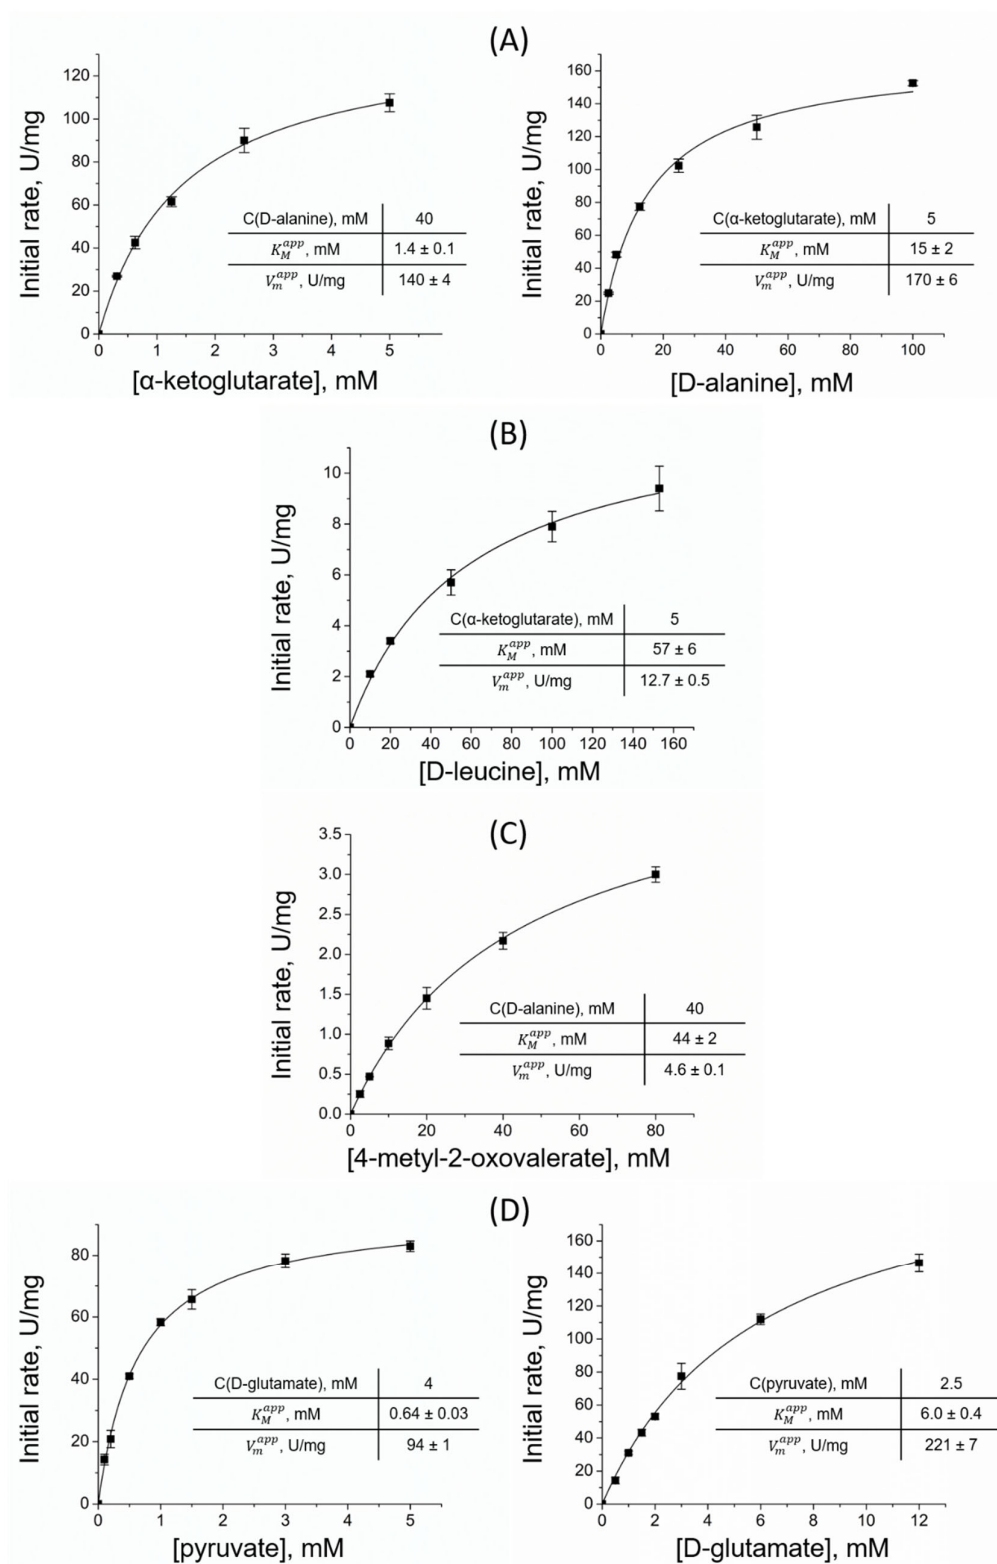 (A)
Initial rate, U/mg
120
100
80
60
40
20
0
0 1 2 3 4 5
[α-ketoglutarate], mM
C(D-alanine), mM 40
K_M^app, mM 1.4 ± 0.1
V_m^app, U/mg 140 ± 4
Initial rate, U/mg
160
140
120
100
80
60
40
20
0
0 20 40 60 80 100
[D-alanine], mM
C(α-ketoglutarate), mM 5
K_M^app, mM 15 ± 2
V_m^app, U/mg 170 ± 6
(B)
Initial rate, U/mg
10
8
6
4
2
0
0 20 40 60 80 100 120 140 160
[D-leucine], mM
C(α-ketoglutarate), mM 5
K_M^app, mM 57 ± 6
V_m^app, U/mg 12.7 ± 0.5
(C)
Initial rate, U/mg
3.5
3.0
2.5
2.0
1.5
1.0
0.5
0.0
0 20 40 60 80
[4-metyl-2-oxovalerate], mM
C(D-alanine), mM 40
K_M^app, mM 44 ± 2
V_m^app, U/mg 4.6 ± 0.1
(D)
Initial rate, U/mg
80
60
40
20
0
0 1 2 3 4 5
[pyruvate], mM
C(D-glutamate), mM 4
K_M^app, mM 0.64 ± 0.03
V_m^app, U/mg 94 ± 1
Initial rate, U/mg
160
140
120
100
80
60
40
20
0
0 2 4 6 8 10 12
[D-glutamate], mM
C(pyruvate), mM 2.5
K_M^app, mM 6.0 ± 0.4
V_m^app, U/mg 221 ± 7